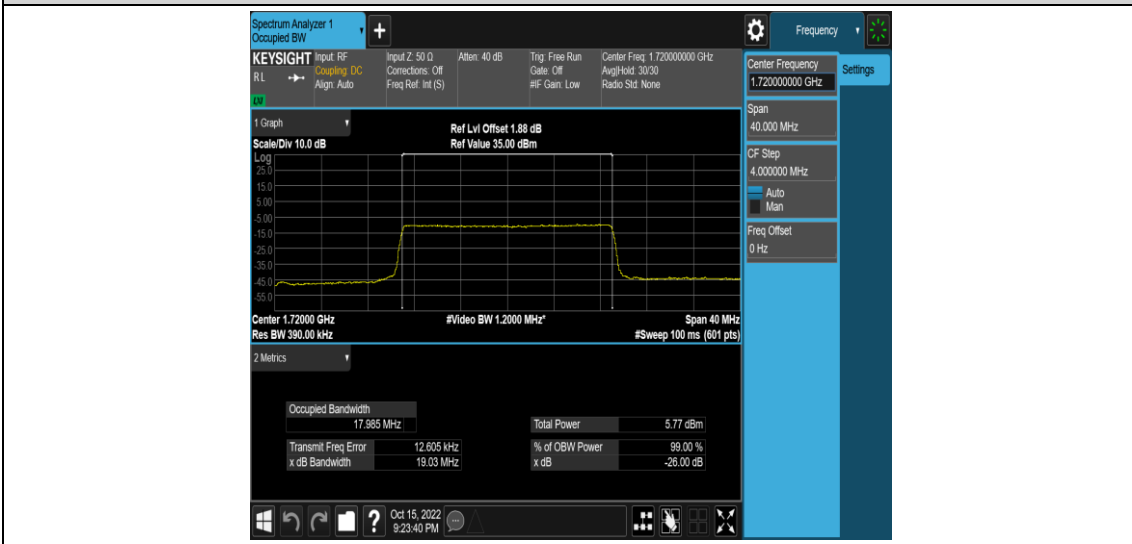 Spectrum Analyzer 1
Occupied BW
+
Frequency
KEYSIGHT
RL
LXI
Input: RF
Coupling: DC
Align: Auto
Input Z: 50 Ω
Corrections: Off
Freq Ref: Int (S)
Atten: 40 dB
Trig: Free Run
Gate: Off
#IF Gain: Low
Center Freq: 1.720000000 GHz
Avg|Hold: 30/30
Radio Std: None
Center Frequency
1.720000000 GHz
Settings
Span
40.000 MHz
CF Step
4.000000 MHz
Auto
Man
Freq Offset
0 Hz
1 Graph
Ref Lvl Offset 1.88 dB
Scale/Div 10.0 dB
Ref Value 35.00 dBm
Log
25.0
15.0
5.00
-5.00
-15.0
-25.0
-35.0
-45.0
-55.0
Center 1.72000 GHz
#Video BW 1.2000 MHz*
Span 40 MHz
Res BW 390.00 kHz
#Sweep 100 ms (601 pts)
2 Metrics
Occupied Bandwidth
17.985 MHz
Total Power 5.77 dBm
Transmit Freq Error 12.605 kHz
% of OBW Power 99.00 %
x dB Bandwidth 19.03 MHz
x dB -26.00 dB
?
Oct 15, 2022
9:23:40 PM